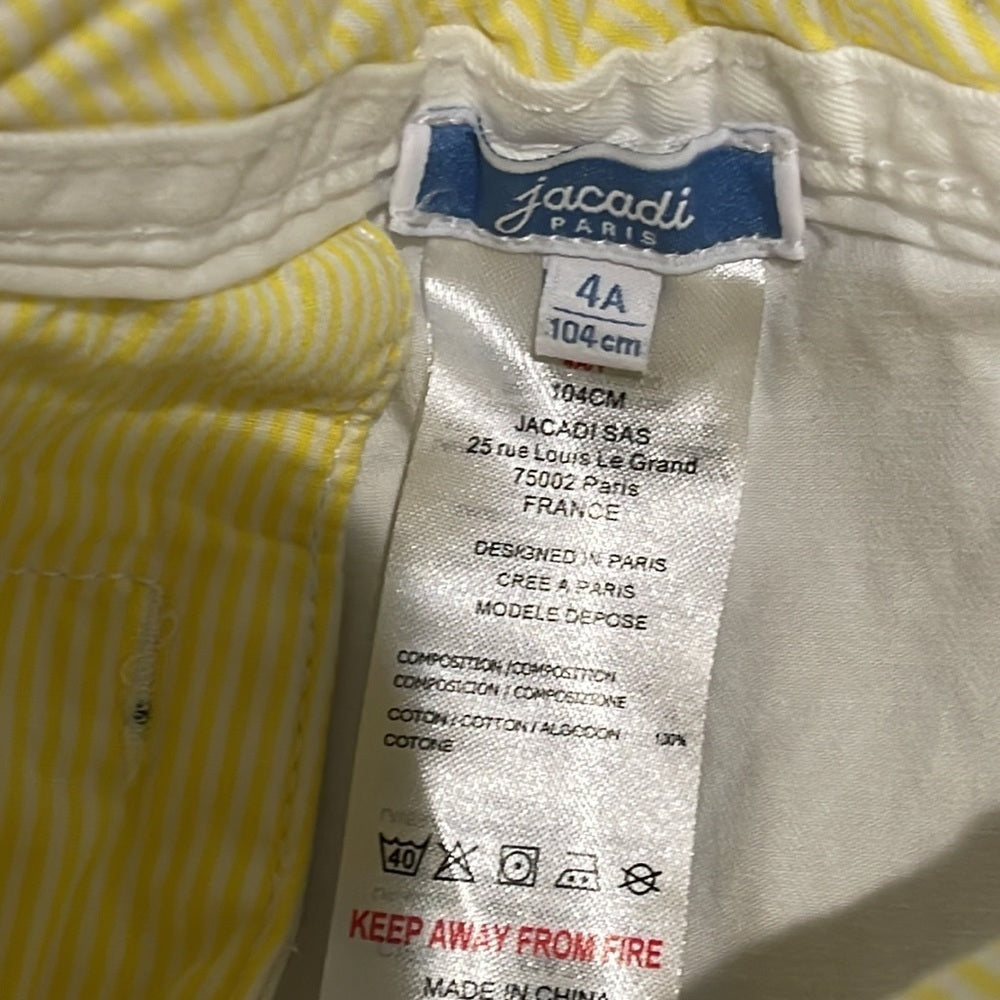 jacadi
PARIS
4A
104cm
104CM
JACADI SAS
25 rue Louis Le Grand
75002 Paris
FRANCE
DESIGNED IN PARIS
CREE A PARIS
MODELE DEPOSE
COMPOSITION / COMPOSITION
COMPOSICION / COMPOSIZIONE
COTON / COTTON / ALGODON 100%
COTONE
40
KEEP AWAY FROM FIRE
MADE IN CHINA